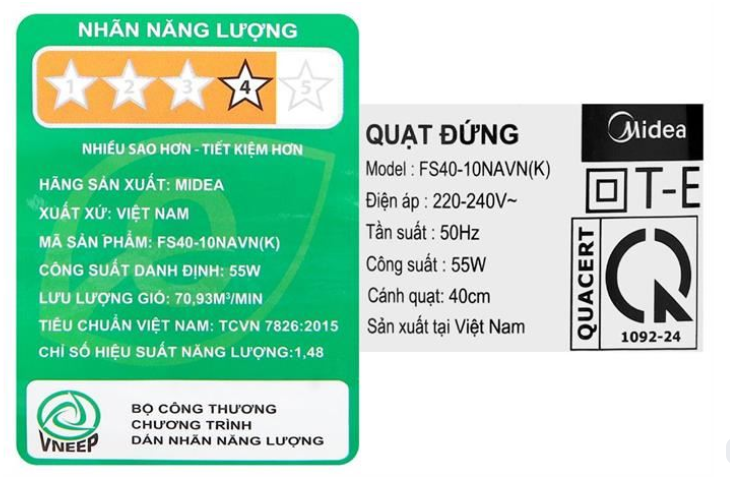 NHÃN NĂNG LƯỢNG
1 2 3 4 5
NHIỀU SAO HƠN - TIẾT KIỆM HƠN
HÃNG SẢN XUẤT: MIDEA
XUẤT XỨ: VIỆT NAM
MÃ SẢN PHẨM: FS40-10NAVN(K)
CÔNG SUẤT DANH ĐỊNH: 55W
LƯU LƯỢNG GIÓ: 70,93M³/MIN
TIÊU CHUẨN VIỆT NAM: TCVN 7826:2015
CHỈ SỐ HIỆU SUẤT NĂNG LƯỢNG:1,48
VNEEP
BỘ CÔNG THƯƠNG
CHƯƠNG TRÌNH
DÁN NHÃN NĂNG LƯỢNG
QUẠT ĐỨNG
Model : FS40-10NAVN(K)
Điện áp : 220-240V~
Tần suất : 50Hz
Công suất : 55W
Cánh quạt: 40cm
Sản xuất tại Việt Nam
Midea
T-E
QUACERT
1092-24